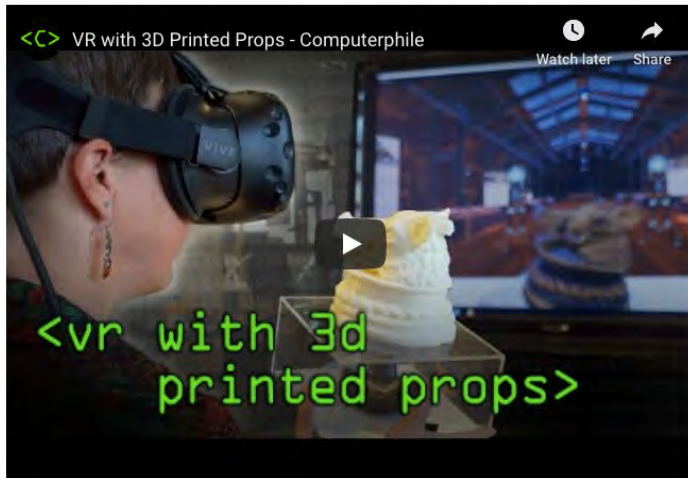 <C> VR with 3D Printed Props - Computerphile
Watch later
Share
VIVE
<vr with 3d
printed props>